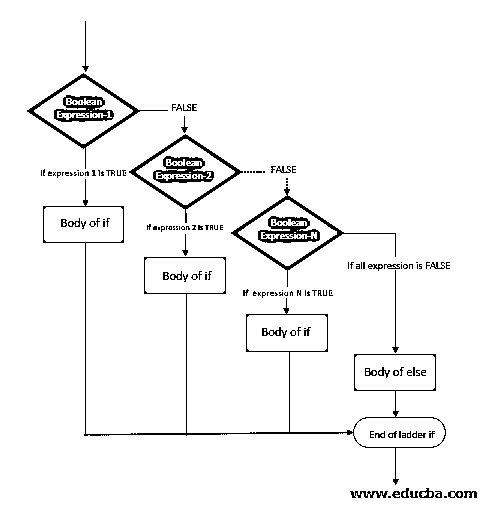 Boolean
Expression-1
FALSE
Boolean
Expression-2
FALSE
If expression 1 is TRUE
Body of if
If expression 2 is TRUE
Boolean
Expression-N
Body of if
If all expression is FALSE
If expression N is TRUE
Body of if
Body of else
End of ladder if
www.educba.com